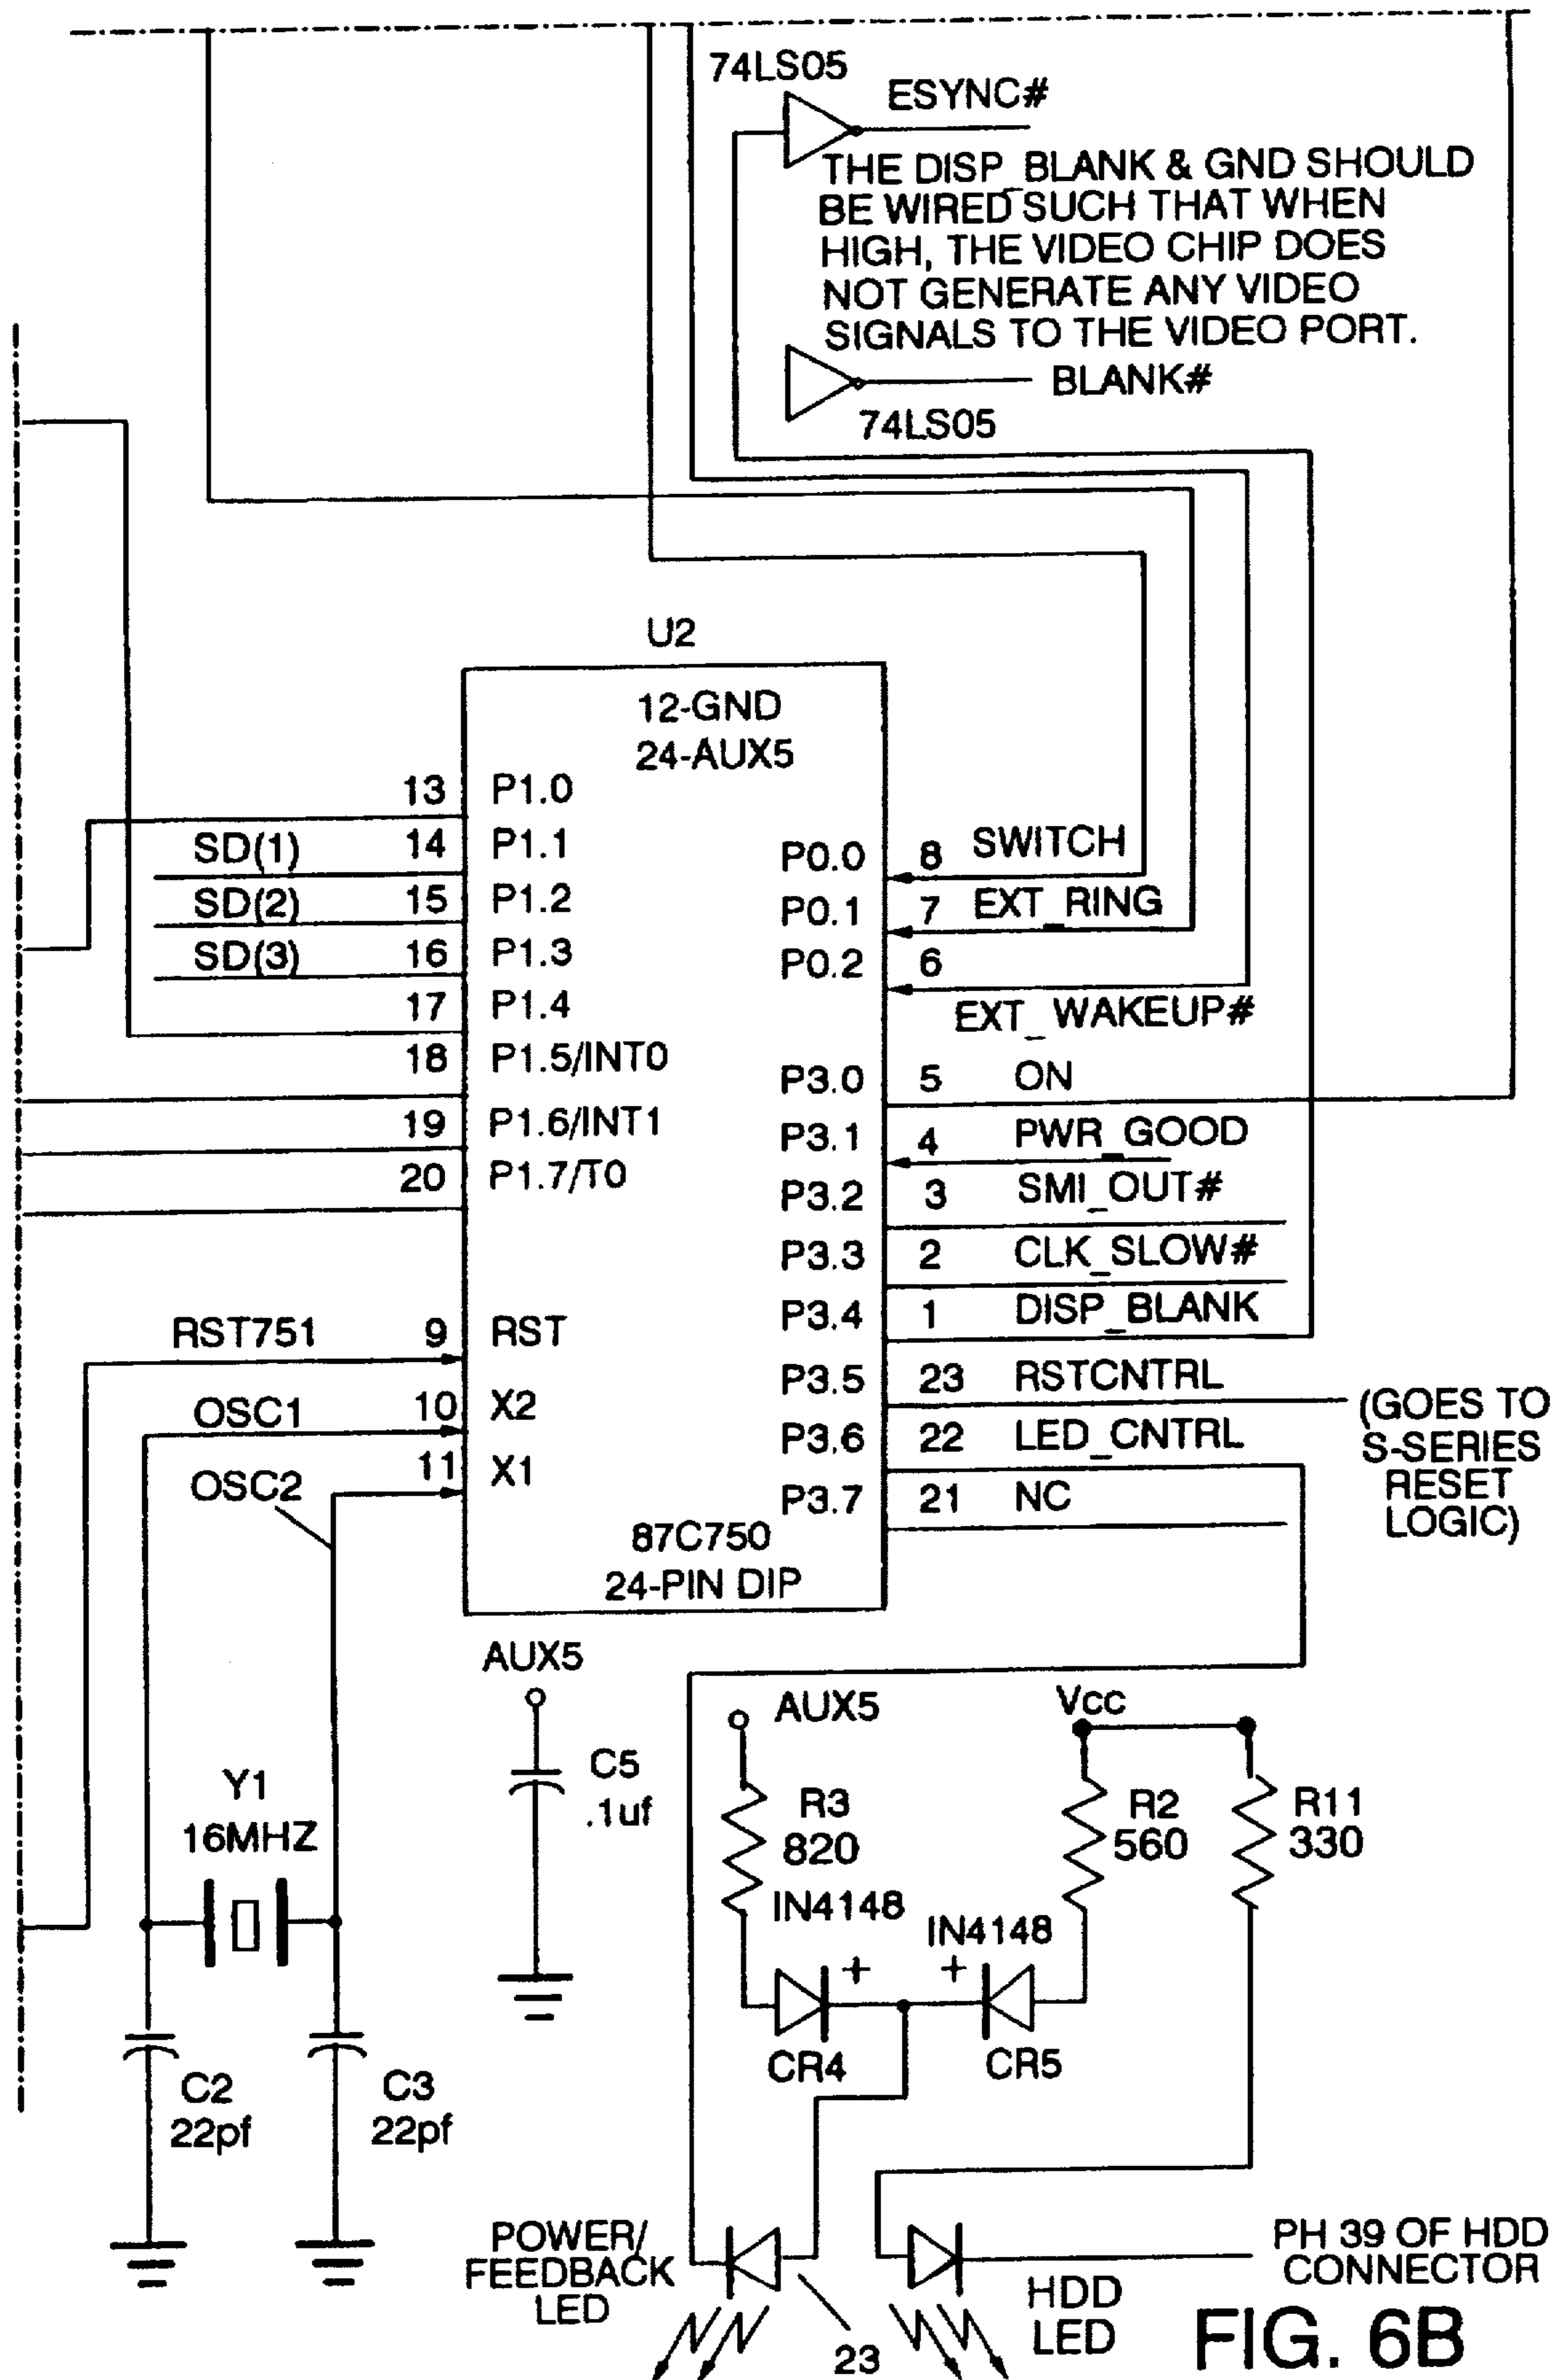 74LS05
ESYNC#
THE DISP_BLANK & GND SHOULD
BE WIRED SUCH THAT WHEN
HIGH, THE VIDEO CHIP DOES
NOT GENERATE ANY VIDEO
SIGNALS TO THE VIDEO PORT.
BLANK#
74LS05
U2
12-GND
24-AUX5
13 P1.0
SD(1) 14 P1.1
SD(2) 15 P1.2
SD(3) 16 P1.3
17 P1.4
18 P1.5/INT0
19 P1.6/INT1
20 P1.7/T0
RST751 9 RST
OSC1 10 X2
OSC2 11 X1
P0.0 8 SWITCH
P0.1 7 EXT_RING
P0.2 6
EXT_WAKEUP#
P3.0 5 ON
P3.1 4 PWR_GOOD
P3.2 3 SMI_OUT#
P3.3 2 CLK_SLOW#
P3.4 1 DISP_BLANK
P3.5 23 RSTCNTRL
P3.6 22 LED_CNTRL
P3.7 21 NC
(GOES TO
S-SERIES
RESET
LOGIC)
87C750
24-PIN DIP
AUX5
C5
.1uf
Y1
16MHZ
C2
22pf
C3
22pf
AUX5
Vcc
R3
820
R2
560
R11
330
IN4148
IN4148
+
+
CR4
CR5
POWER/
FEEDBACK
LED
23
HDD
LED
PH 39 OF HDD
CONNECTOR
FIG. 6B